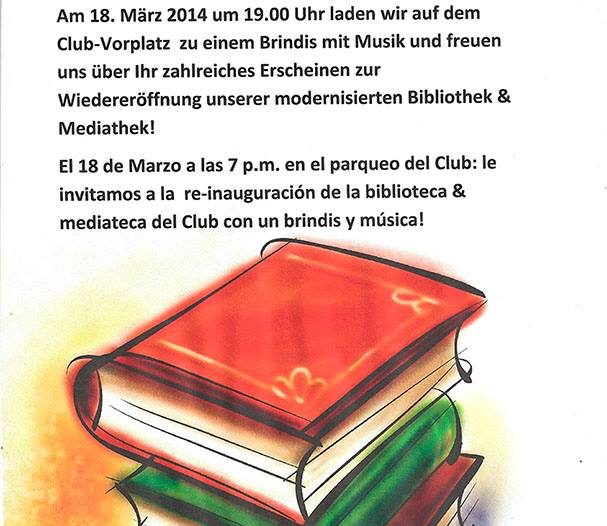 Am 18. März 2014 um 19.00 Uhr laden wir auf dem
Club-Vorplatz zu einem Brindis mit Musik und freuen
uns über Ihr zahlreiches Erscheinen zur
Wiedereröffnung unserer modernisierten Bibliothek &
Mediathek!
El 18 de Marzo a las 7 p.m. en el parqueo del Club: le
invitamos a la re-inauguración de la biblioteca &
mediateca del Club con un brindis y música!